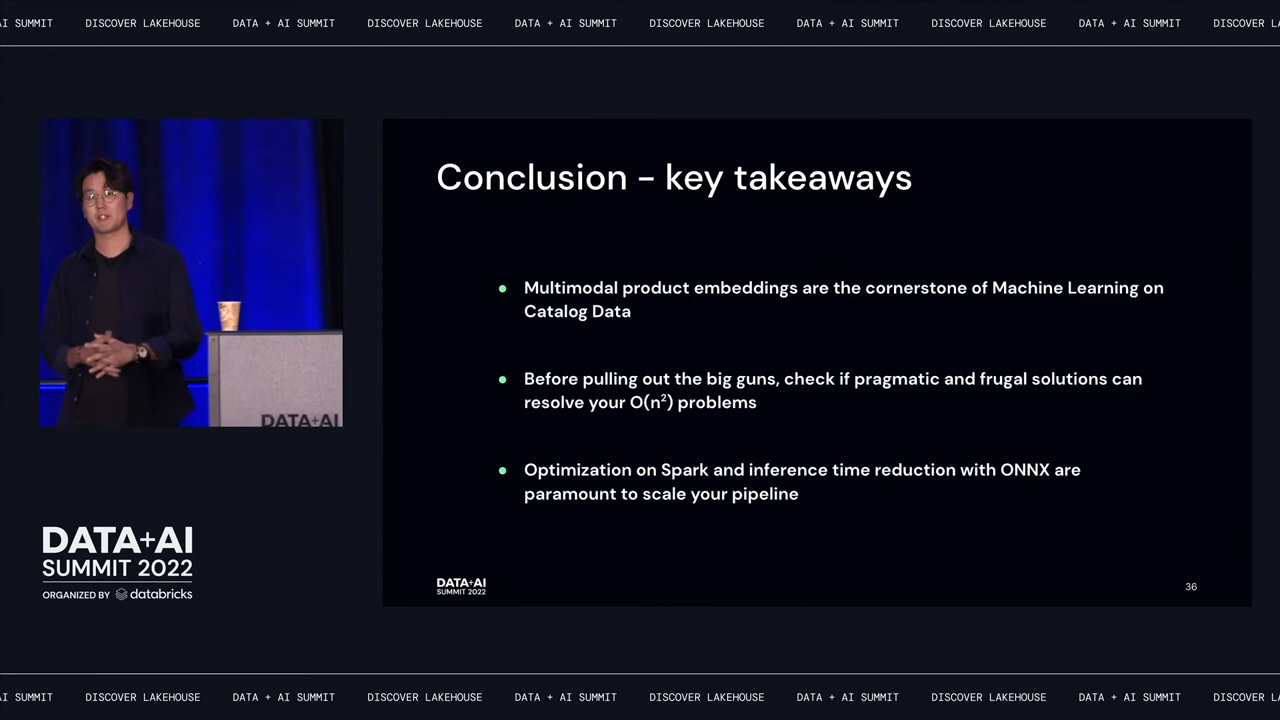 AI SUMMIT DISCOVER LAKEHOUSE DATA + AI SUMMIT DISCOVER LAKEHOUSE DATA + AI SUMMIT DISCOVER LAKEHOUSE DATA + AI SUMMIT DISCOVER LAKEHOUSE DATA + AI SUMMIT DISCOVER LA
Conclusion – key takeaways
• Multimodal product embeddings are the cornerstone of Machine Learning on
Catalog Data
• Before pulling out the big guns, check if pragmatic and frugal solutions can
resolve your O(n²) problems
• Optimization on Spark and inference time reduction with ONNX are
paramount to scale your pipeline
DATA+AI
SUMMIT 2022
36
DATA+AI
DATA+AI
SUMMIT 2022
ORGANIZED BY databricks
AI SUMMIT DISCOVER LAKEHOUSE DATA + AI SUMMIT DISCOVER LAKEHOUSE DATA + AI SUMMIT DISCOVER LAKEHOUSE DATA + AI SUMMIT DISCOVER LAKEHOUSE DATA + AI SUMMIT DISCOVER LA